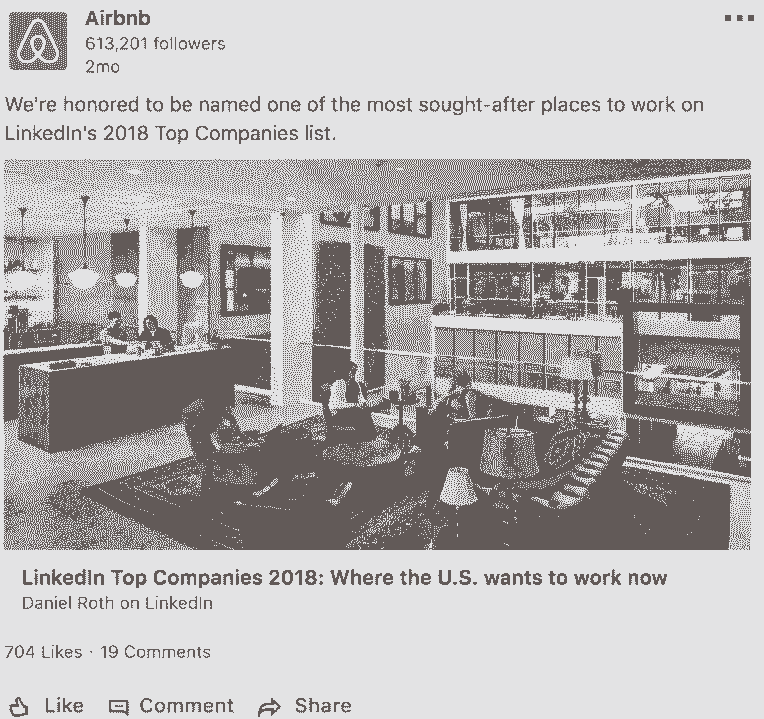 Airbnb
613,201 followers
2mo
We're honored to be named one of the most sought-after places to work on
LinkedIn's 2018 Top Companies list.
LinkedIn Top Companies 2018: Where the U.S. wants to work now
Daniel Roth on LinkedIn
704 Likes · 19 Comments
Like Comment Share